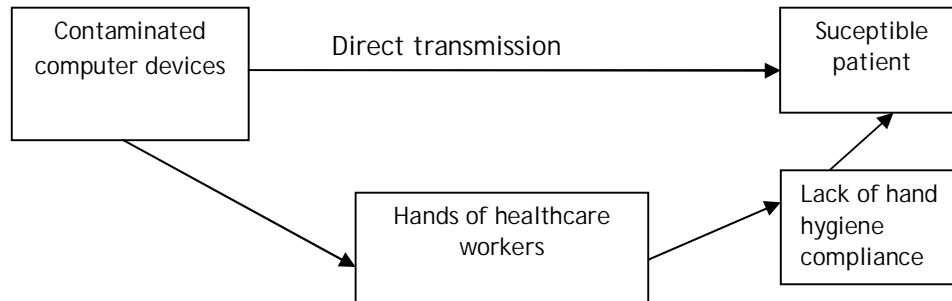 Contaminated
computer devices
Direct transmission
Suceptible
patient
Hands of healthcare
workers
Lack of hand
hygiene
compliance